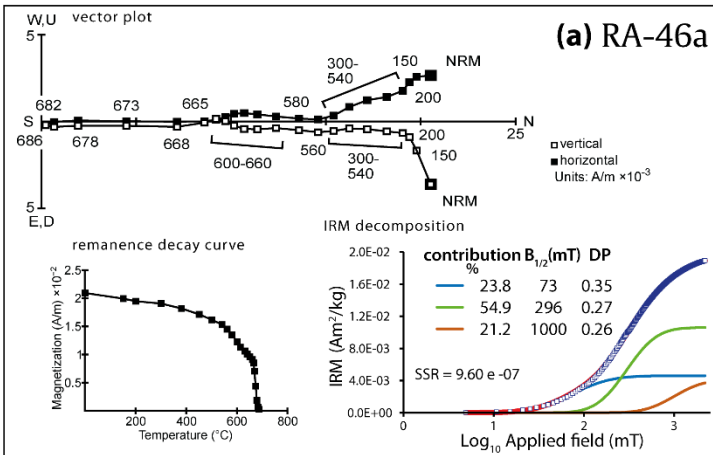 W,U vector plot
(a) RA-46a
5
300-
540
150
NRM
682 673 665 580
200
S N
686 678 668 600-660 560 300-
540
200 25
150
□vertical
■horizontal
Units: A/m ×10⁻³
5
E,D
NRM
remanence decay curve
Magnetization (A/m) ×10⁻²
2.5
2
1.5
1
0.5
0 200 400 600 800
Temperature (°C)
IRM decomposition
contribution B1/2(mT) DP
%
23.8 73 0.35
54.9 296 0.27
21.2 1000 0.26
SSR = 9.60 e -07
IRM (Am²/kg)
2.0E-02
1.6E-02
1.2E-02
8.0E-03
4.0E-03
0.0E+00
0 1 2 3
Log₁₀ Applied field (mT)